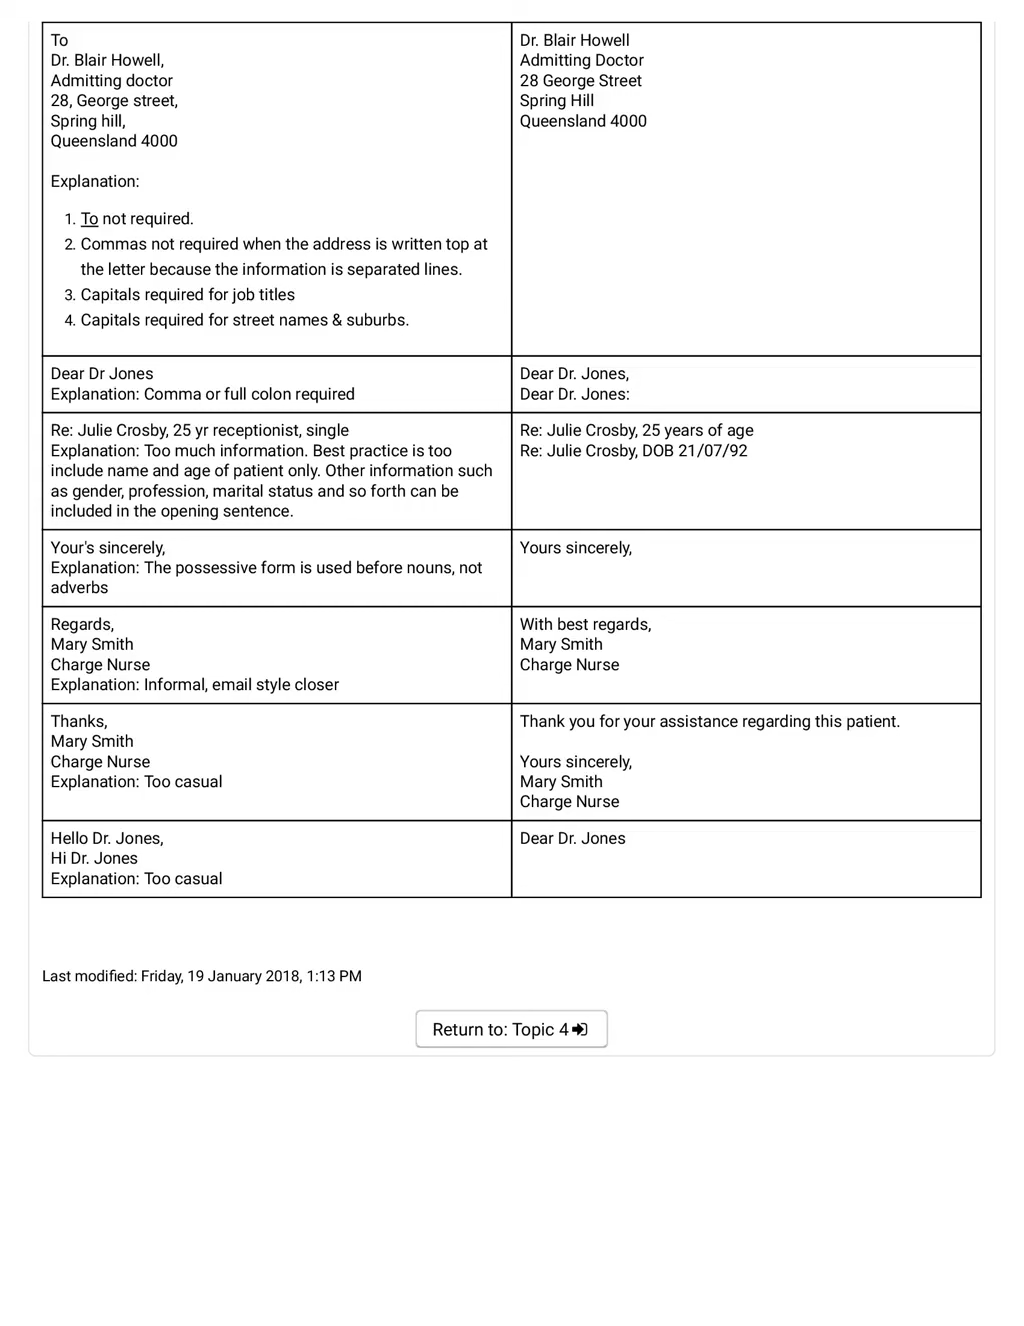 To
Dr. Blair Howell,
Admitting doctor
28, George street,
Spring hill,
Queensland 4000
Explanation:
1. To not required.
2. Commas not required when the address is written top at
the letter because the information is separated lines.
3. Capitals required for job titles
4. Capitals required for street names & suburbs.
Dr. Blair Howell
Admitting Doctor
28 George Street
Spring Hill
Queensland 4000
Dear Dr Jones
Explanation: Comma or full colon required
Dear Dr. Jones,
Dear Dr. Jones:
Re: Julie Crosby, 25 yr receptionist, single
Explanation: Too much information. Best practice is too
include name and age of patient only. Other information such
as gender, profession, marital status and so forth can be
included in the opening sentence.
Re: Julie Crosby, 25 years of age
Re: Julie Crosby, DOB 21/07/92
Your's sincerely,
Explanation: The possessive form is used before nouns, not
adverbs
Yours sincerely,
Regards,
Mary Smith
Charge Nurse
Explanation: Informal, email style closer
With best regards,
Mary Smith
Charge Nurse
Thanks,
Mary Smith
Charge Nurse
Explanation: Too casual
Thank you for your assistance regarding this patient.
Yours sincerely,
Mary Smith
Charge Nurse
Hello Dr. Jones,
Hi Dr. Jones
Explanation: Too casual
Dear Dr. Jones
Last modified: Friday, 19 January 2018, 1:13 PM
Return to: Topic 4